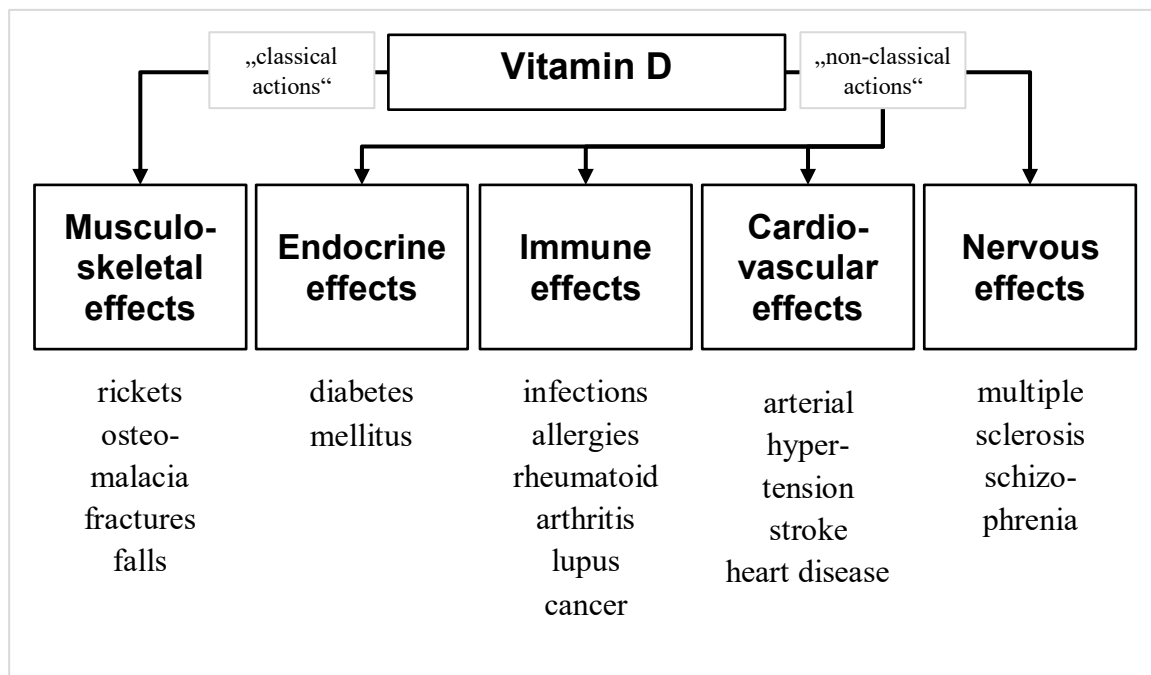 „classical
actions“
Vitamin D
„non-classical
actions“
Musculo-
skeletal
effects
Endocrine
effects
Immune
effects
Cardio-
vascular
effects
Nervous
effects
rickets
osteo-
malacia
fractures
falls
diabetes
mellitus
infections
allergies
rheumatoid
arthritis
lupus
cancer
arterial
hyper-
tension
stroke
heart disease
multiple
sclerosis
schizo-
phrenia